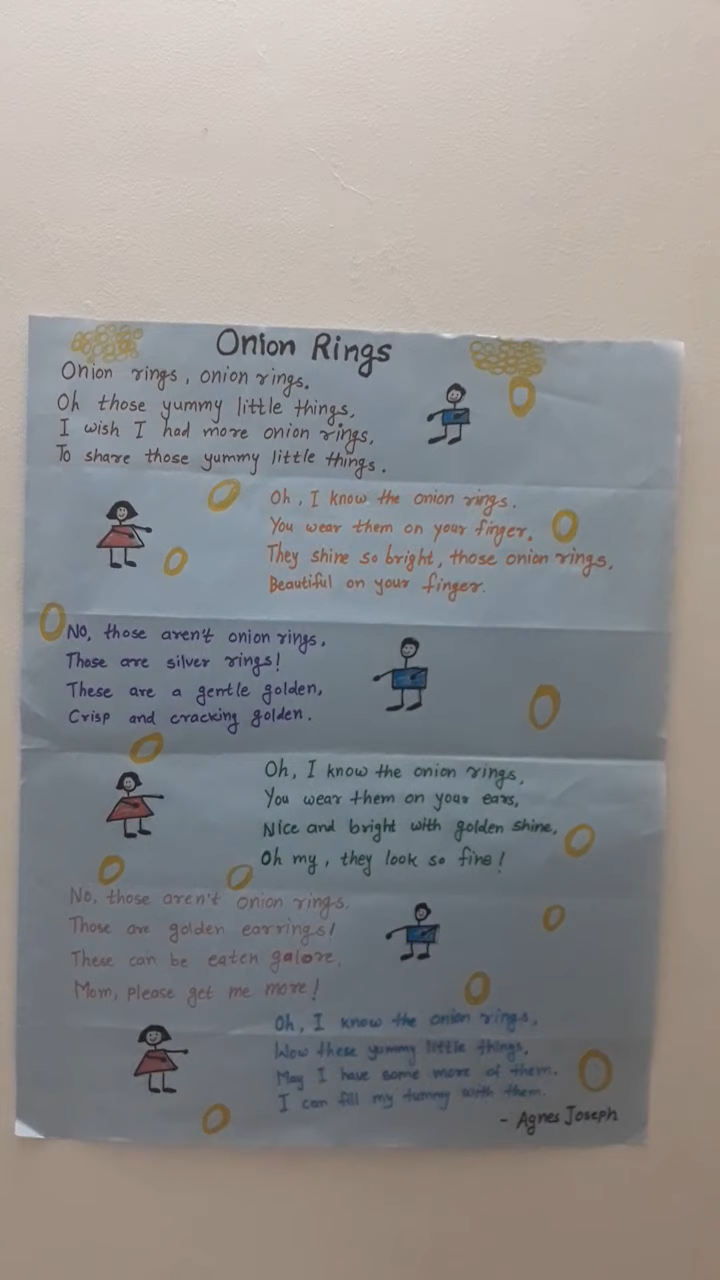 Onion Rings
Onion rings, onion rings.
Oh those yummy little things,
I wish I had more onion rings,
To share those yummy little things.
Oh, I know the onion rings.
You wear them on your finger.
They shine so bright, those onion rings,
Beautiful on your finger.
No, those aren't onion rings,
Those are silver rings!
These are a gentle golden,
Crisp and cracking golden.
Oh, I know the onion rings,
You wear them on your ears,
Nice and bright with golden shine,
Oh my, they look so fine!
No, those aren't onion rings,
Those are golden earrings!
These can be eaten galore,
Mom, please get me more!
Oh, I know the onion rings,
Wow these yummy little things,
May I have some more of them.
I can fill my tummy with them.
- Agnes Joseph